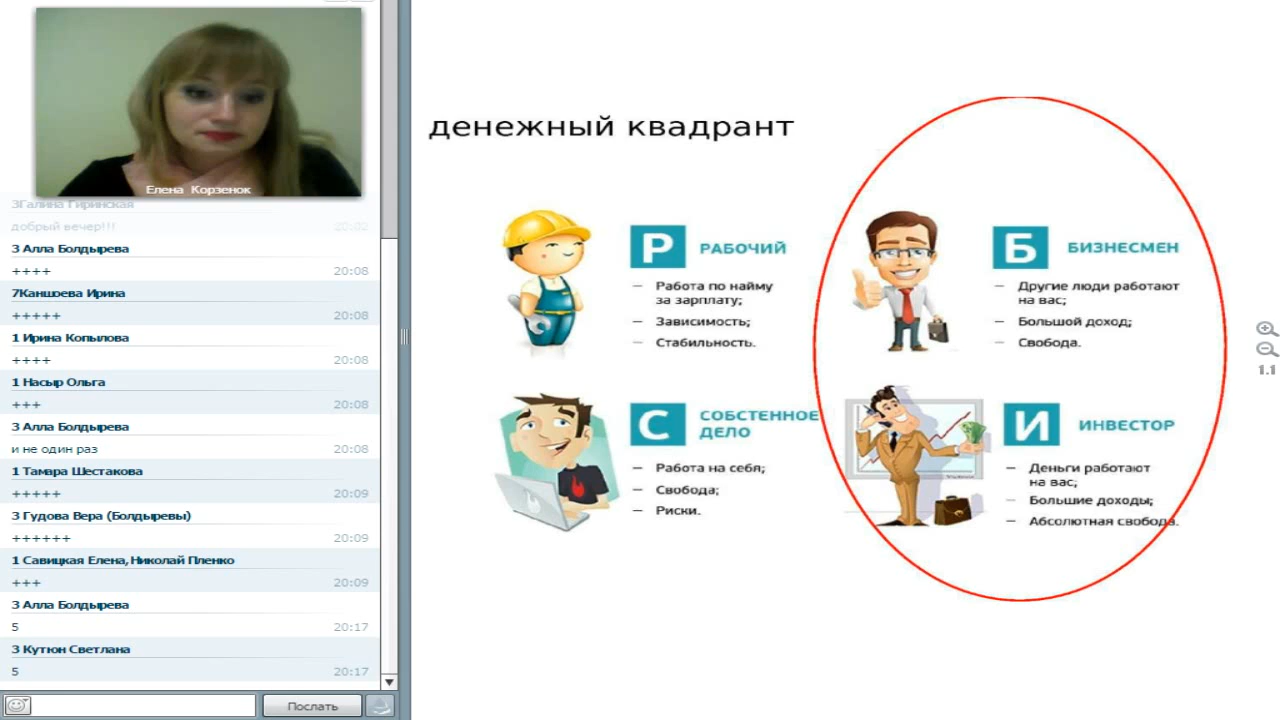 Елена Корзенок
3Галина Гиринская
добрый вечер!!! 20:02
3 Алла Болдырева
++++ 20:08
7Каншоева Ирина
+++++ 20:08
1 Ирина Копылова
++++ 20:08
1 Насыр Ольга
+++ 20:08
3 Алла Болдырева
и не один раз 20:08
1 Тамара Шестакова
+++++ 20:09
3 Гудова Вера (Болдыревы)
++++++ 20:09
1 Савицкая Елена,Николай Пленко
+++ 20:09
3 Алла Болдырева
5 20:17
3 Кутюн Светлана
5 20:17
Послать
денежный квадрант
Р РАБОЧИЙ
– Работа по найму
за зарплату;
– Зависимость;
– Стабильность.
Б БИЗНЕСМЕН
– Другие люди работают
на вас;
– Большой доход;
– Свобода.
С СОБСТЕННОЕ
ДЕЛО
– Работа на себя;
– Свобода;
– Риски.
И ИНВЕСТОР
– Деньги работают
на вас;
– Большие доходы;
– Абсолютная свобода.
1.1